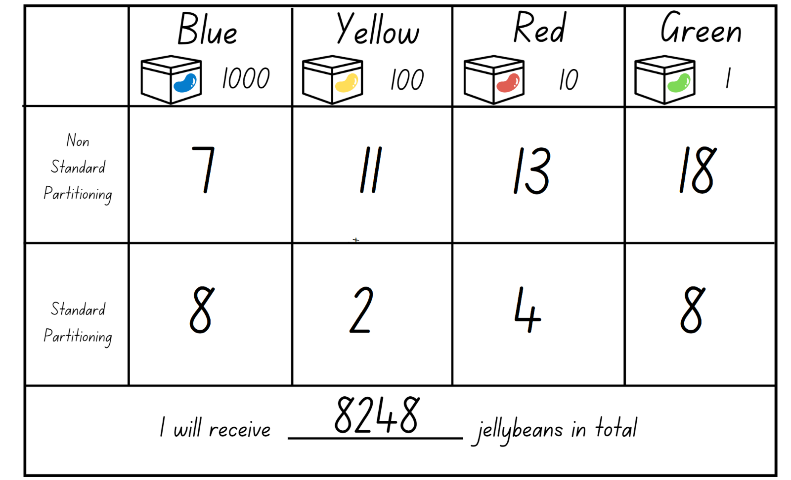 Blue Yellow Red Green
1000 100 10 1
Non
Standard
Partitioning
7 11 13 18
Standard
Partitioning
8 2 4 8
I will receive 8248 jellybeans in total